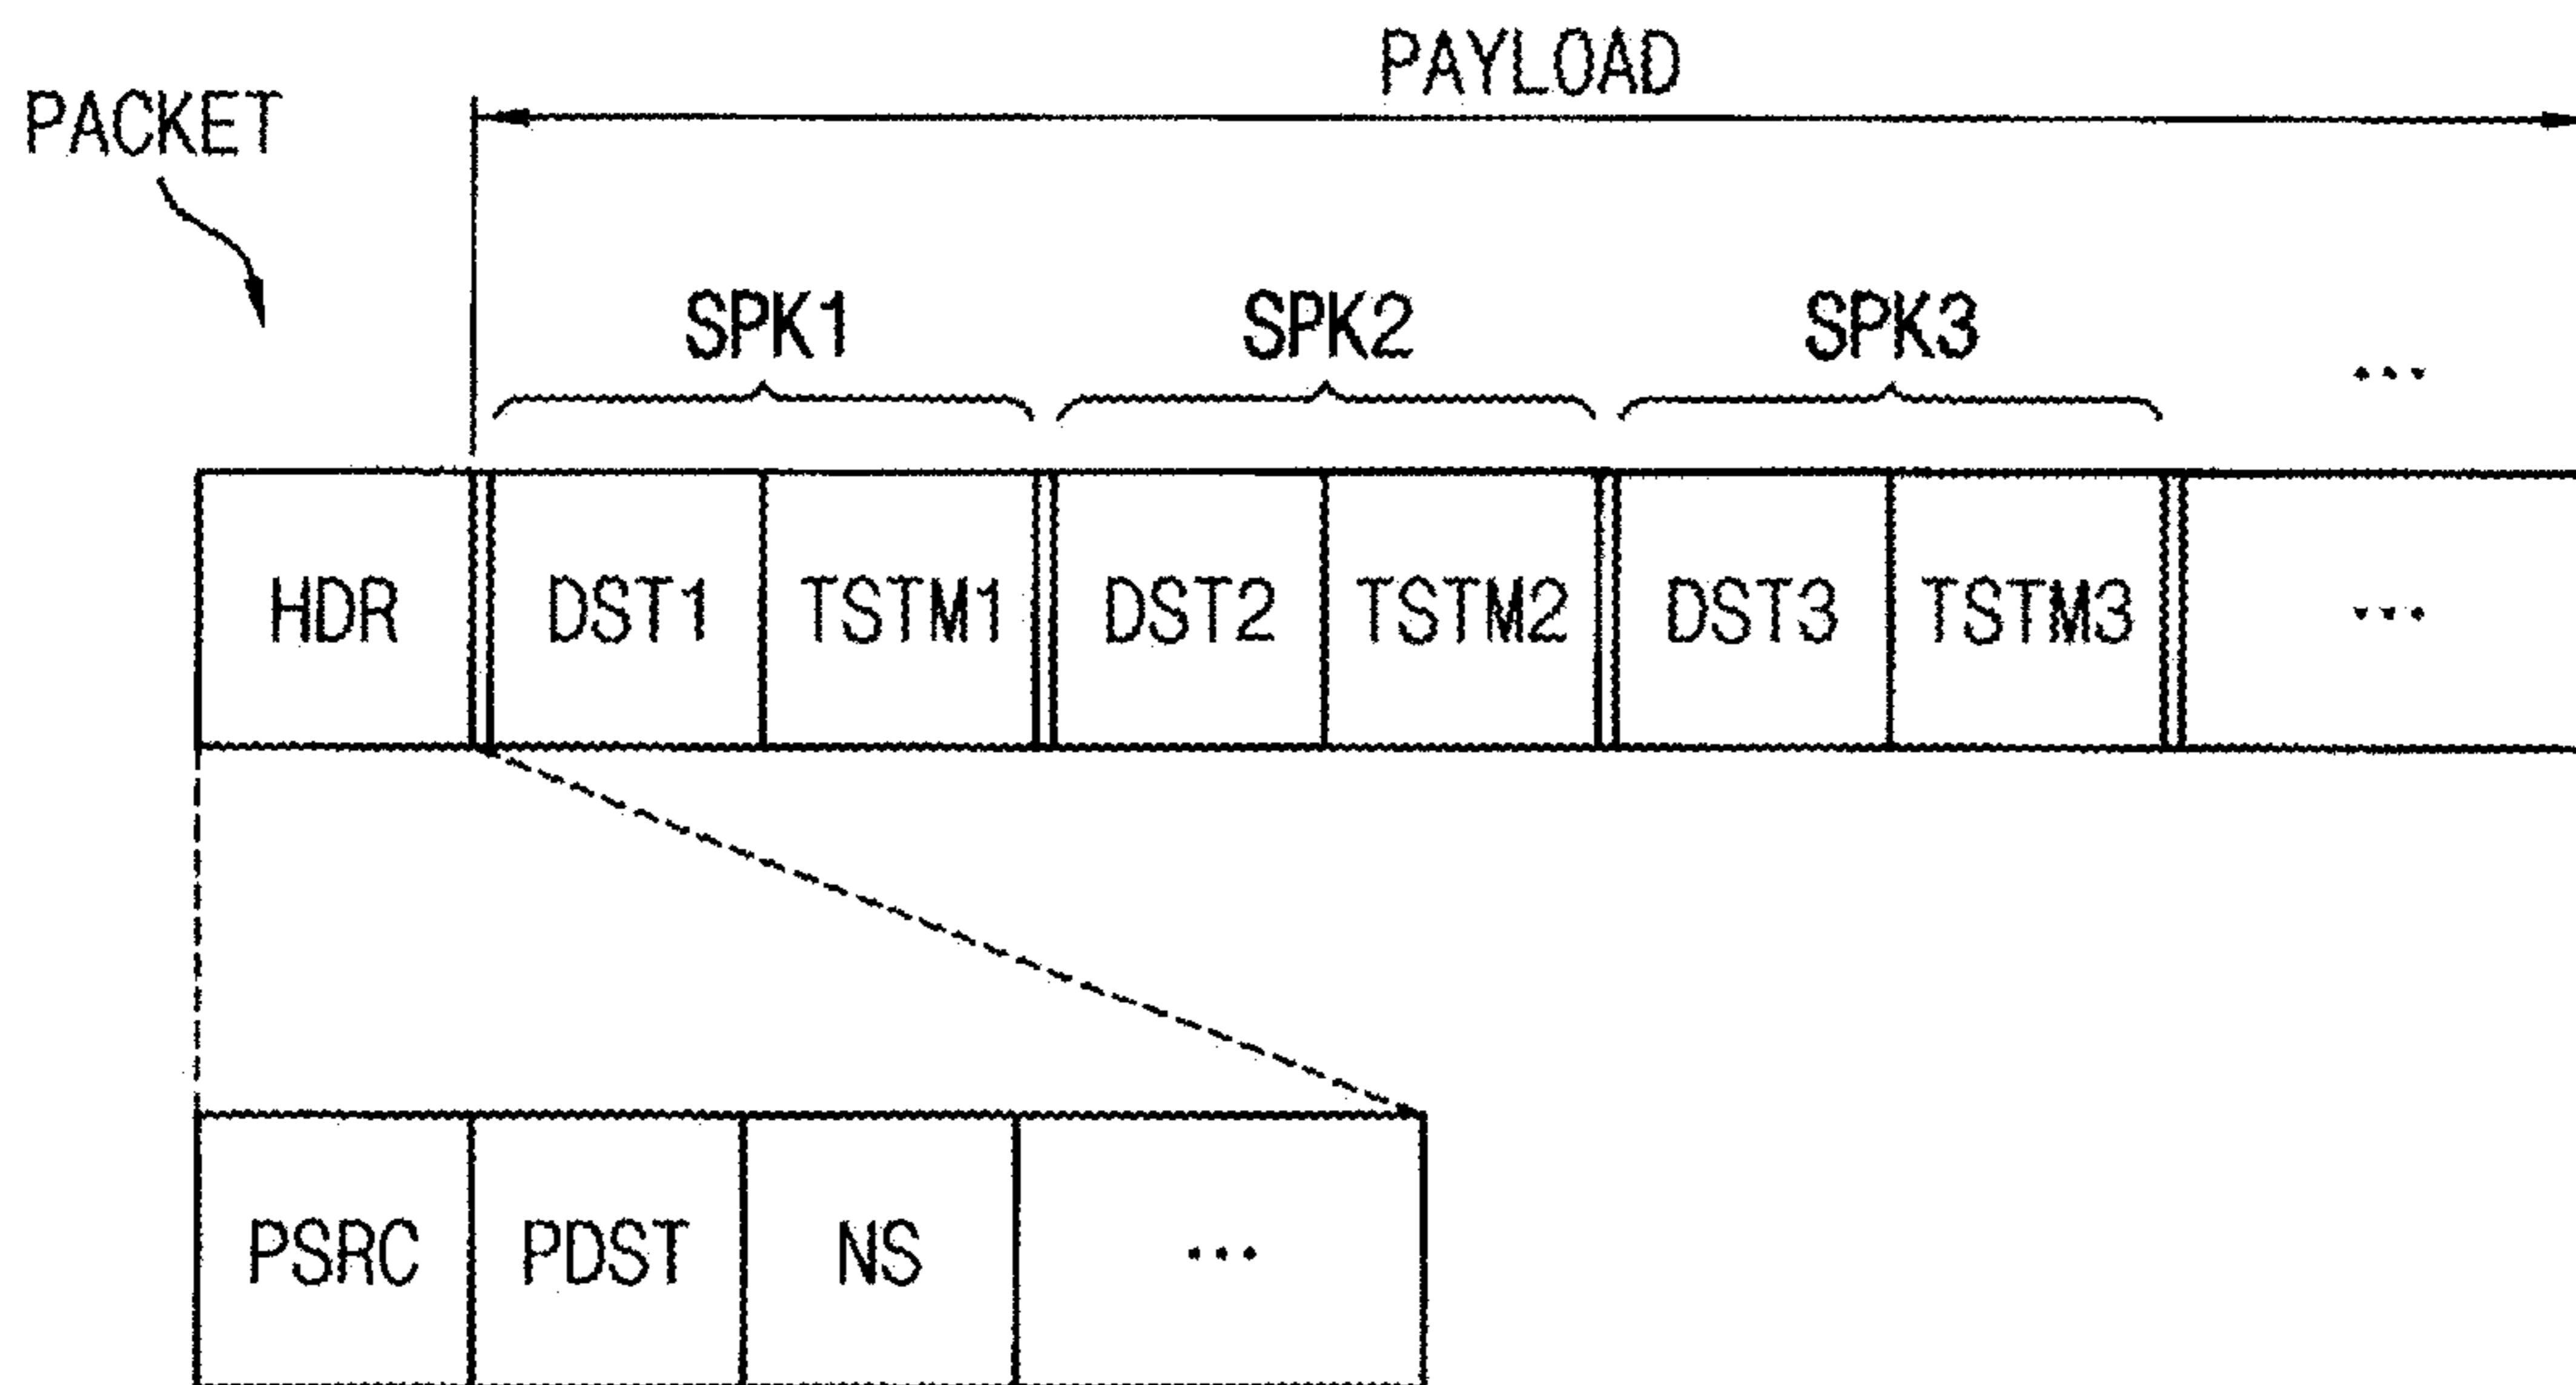 PAYLOAD
PACKET
SPK1 SPK2 SPK3 ...
HDR DST1 TSTM1 DST2 TSTM2 DST3 TSTM3 ...
PSRC PDST NS ...